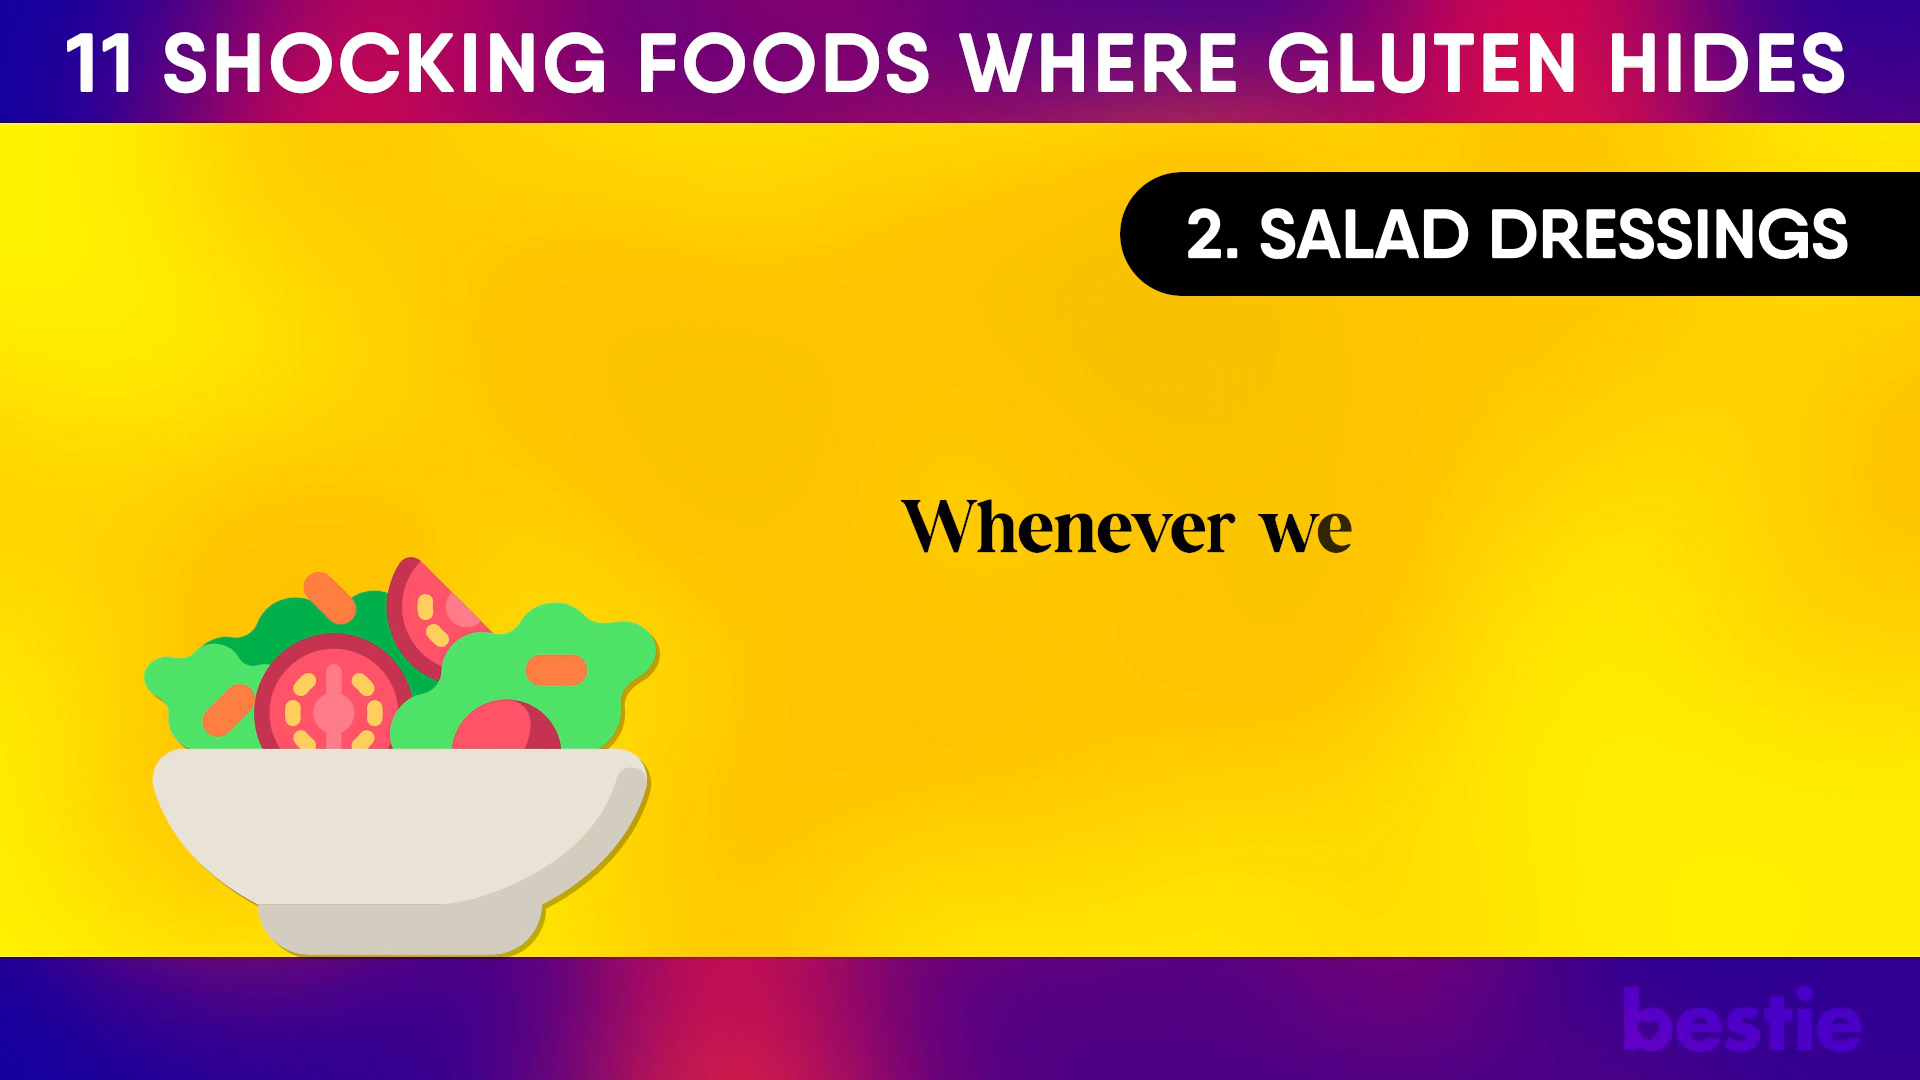 11 SHOCKING FOODS WHERE GLUTEN HIDES
2. SALAD DRESSINGS
Whenever we
bestie